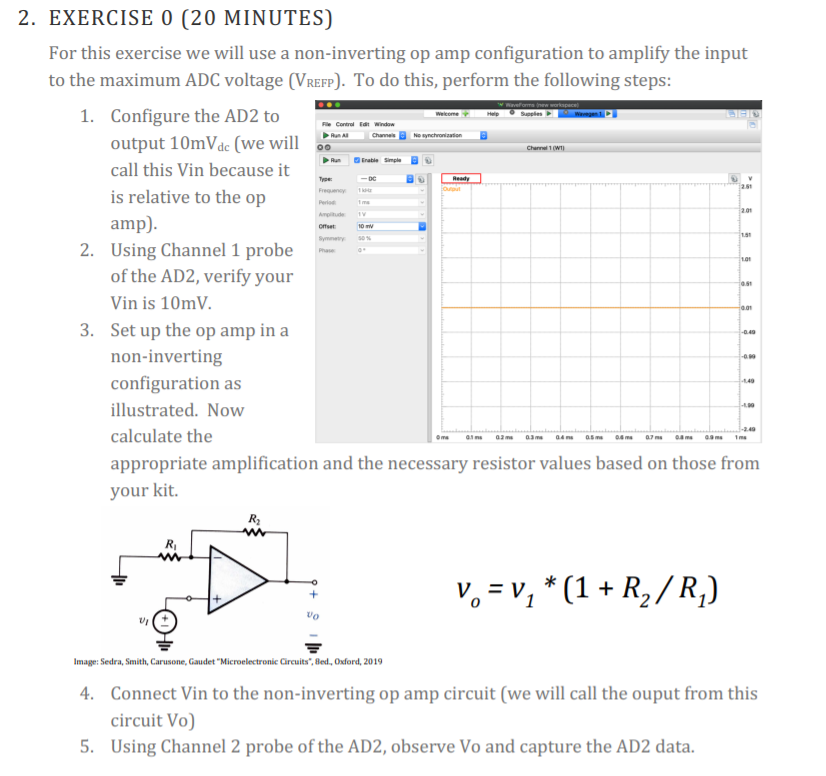 2. EXERCISE 0 (20 MINUTES)
For this exercise we will use a non-inverting op amp configuration to amplify the input
to the maximum ADC voltage (VREFP). To do this, perform the following steps:
1. Configure the AD2 to
output 10mVdc (we will
call this Vin because it
is relative to the op
amp).
2. Using Channel 1 probe
of the AD2, verify your
Vin is 10mV.
3. Set up the op amp in a
non-inverting
configuration as
illustrated. Now
calculate the
WaveForms (new workspace)
Welcome Help Supplies Wavegen 1
File Control Edit Window
Run All Channels No synchronization
Channel 1 (W1)
Run Enable Simple
Type: DC
Frequency: 1 kHz
Period: 1 ms
Amplitude: 1 V
Offset: 10 mV
Symmetry: 50 %
Phase: 0 °
Ready
Output
V
2.51
2.01
1.51
1.01
0.51
0.01
-0.49
-0.99
-1.49
-1.99
-2.49
0 ms 0.1 ms 0.2 ms 0.3 ms 0.4 ms 0.5 ms 0.6 ms 0.7 ms 0.8 ms 0.9 ms 1 ms
appropriate amplification and the necessary resistor values based on those from
your kit.
R2
R1
vI
+
vO
−
vo = v1 * (1 + R2 / R1)
Image: Sedra, Smith, Carusone, Gaudet "Microelectronic Circuits", 8ed., Oxford, 2019
4. Connect Vin to the non-inverting op amp circuit (we will call the ouput from this
circuit Vo)
5. Using Channel 2 probe of the AD2, observe Vo and capture the AD2 data.